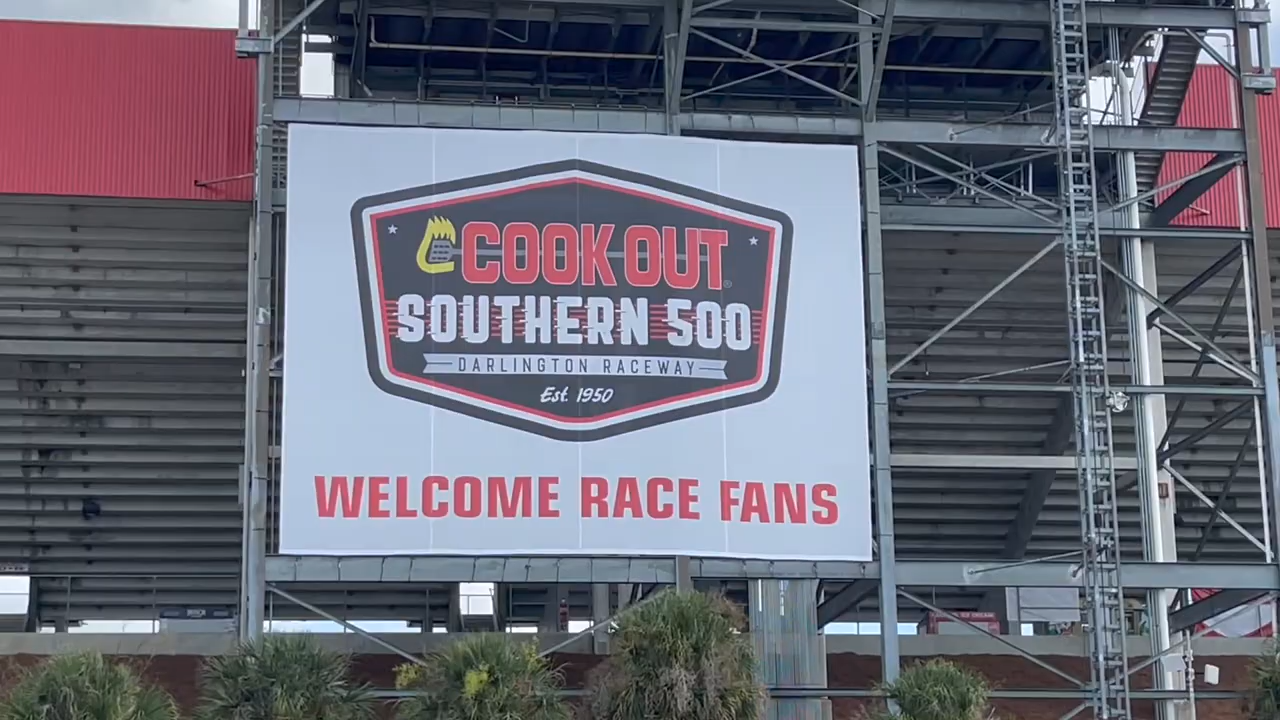 COOK OUT®
SOUTHERN 500
DARLINGTON RACEWAY
Est. 1950
WELCOME RACE FANS